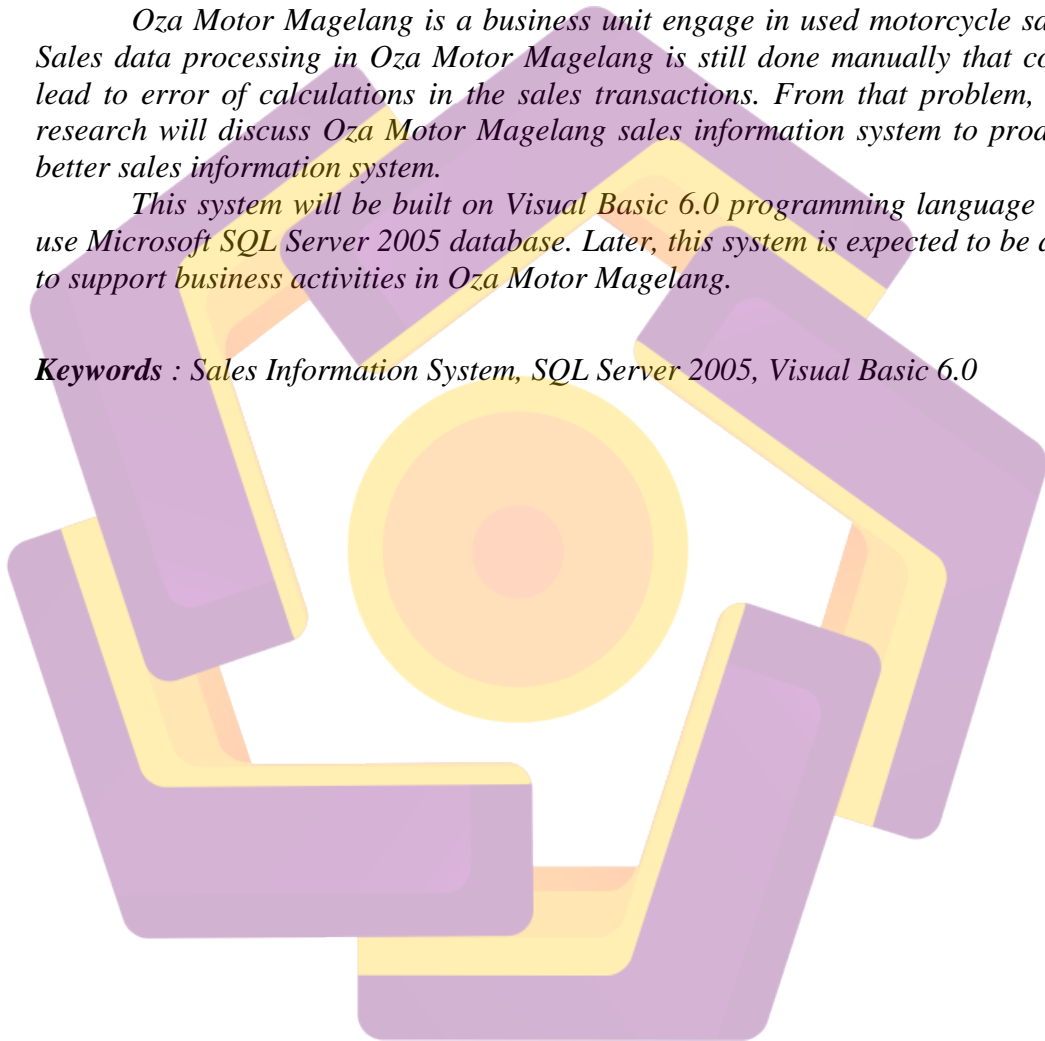 Oza Motor Magelang is a business unit engage in used motorcycle
Sales data processing in Oza Motor Magelang is still done manually that
lead to error of calculations in the sales transactions. From that problem,
research will discuss Oza Motor Magelang sales information system to
better sales information system.
This system will be built on Visual Basic 6.0 programming language
use Microsoft SQL Server 2005 database. Later, this system is expected to be
to support business activities in Oza Motor Magelang.
Keywords : Sales Information System, SQL Server 2005, Visual Basic 6.0